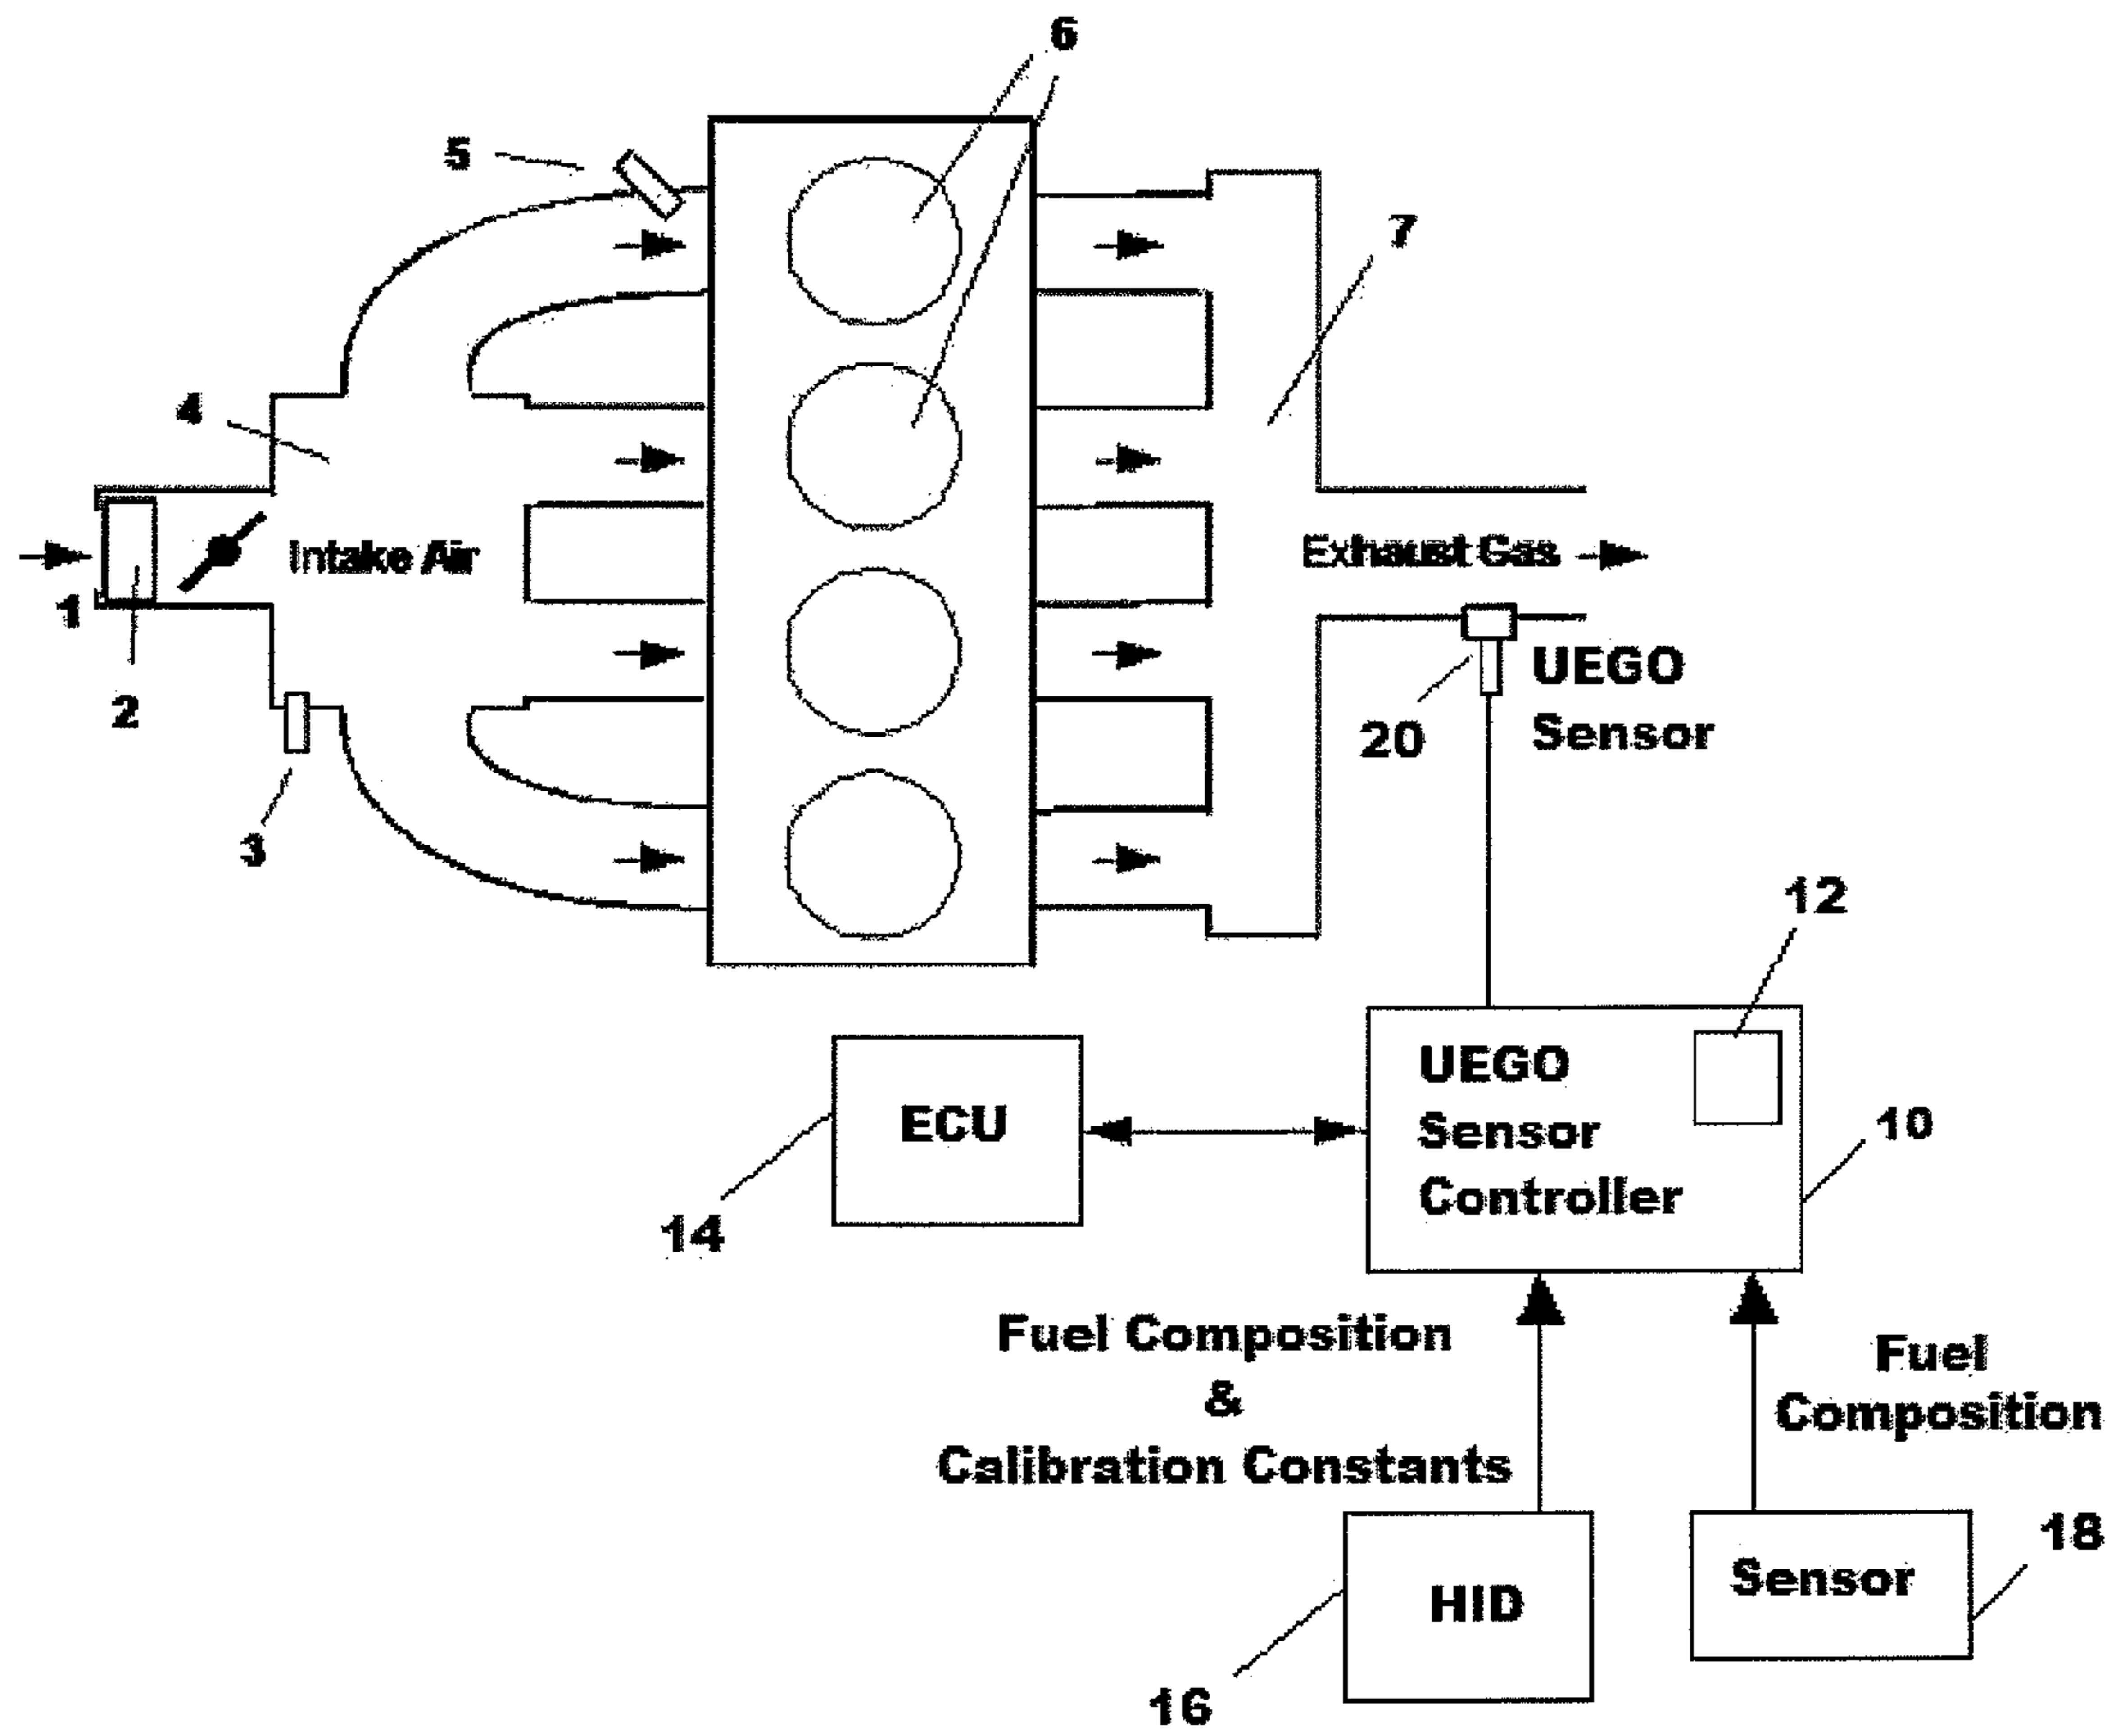 6
5
7
4
Intake Air
Exhaust Gas
1
2
UEGO
Sensor
20
3
12
UEGO
Sensor
Controller
ECU
10
14
Fuel Composition
&
Calibration Constants
Fuel
Composition
HID
Sensor
18
16